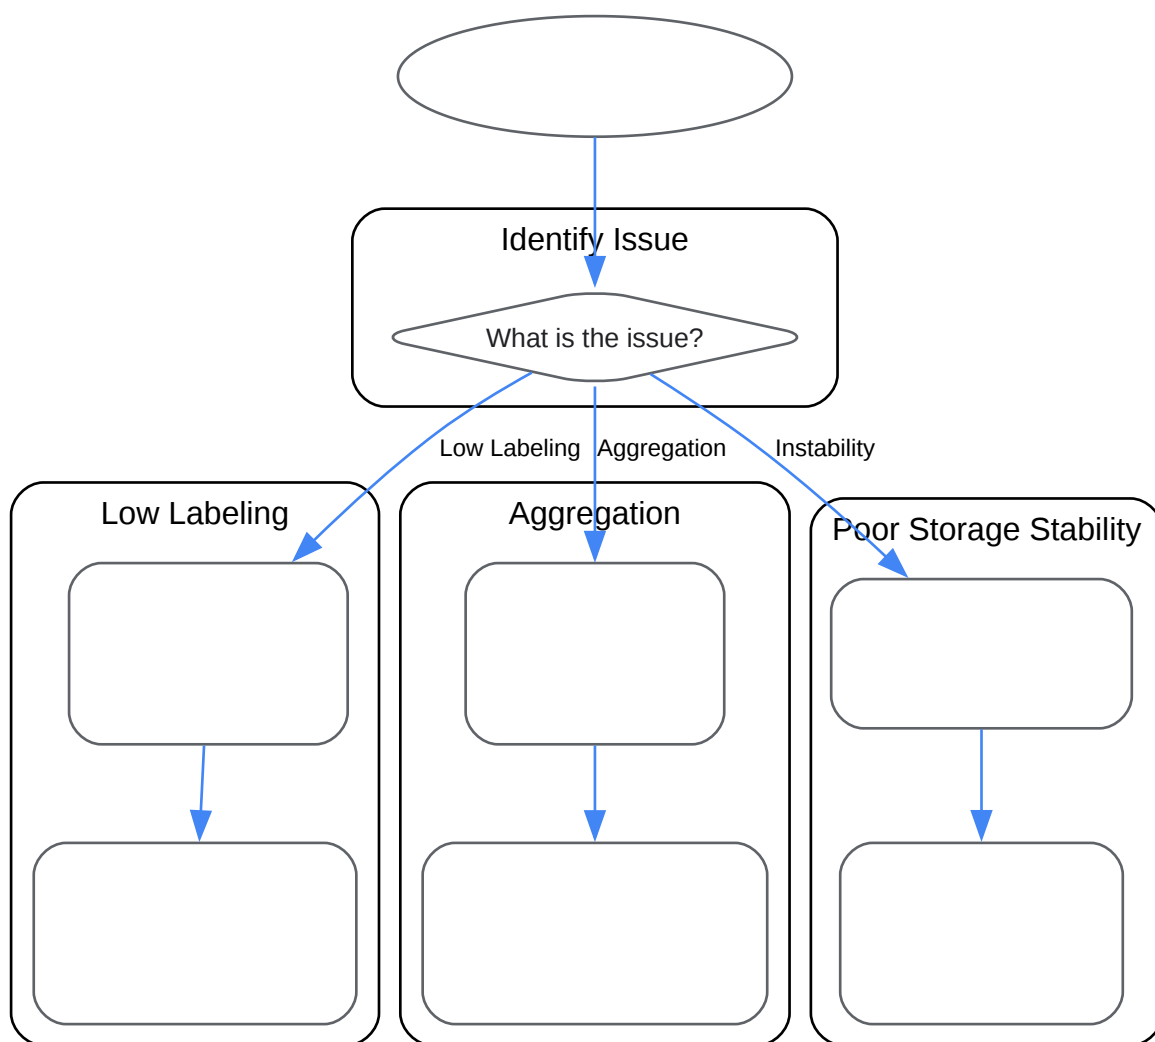 Identify Issue
What is the issue?
Low Labeling
Aggregation
Instability
Low Labeling
Aggregation
Poor Storage Stability